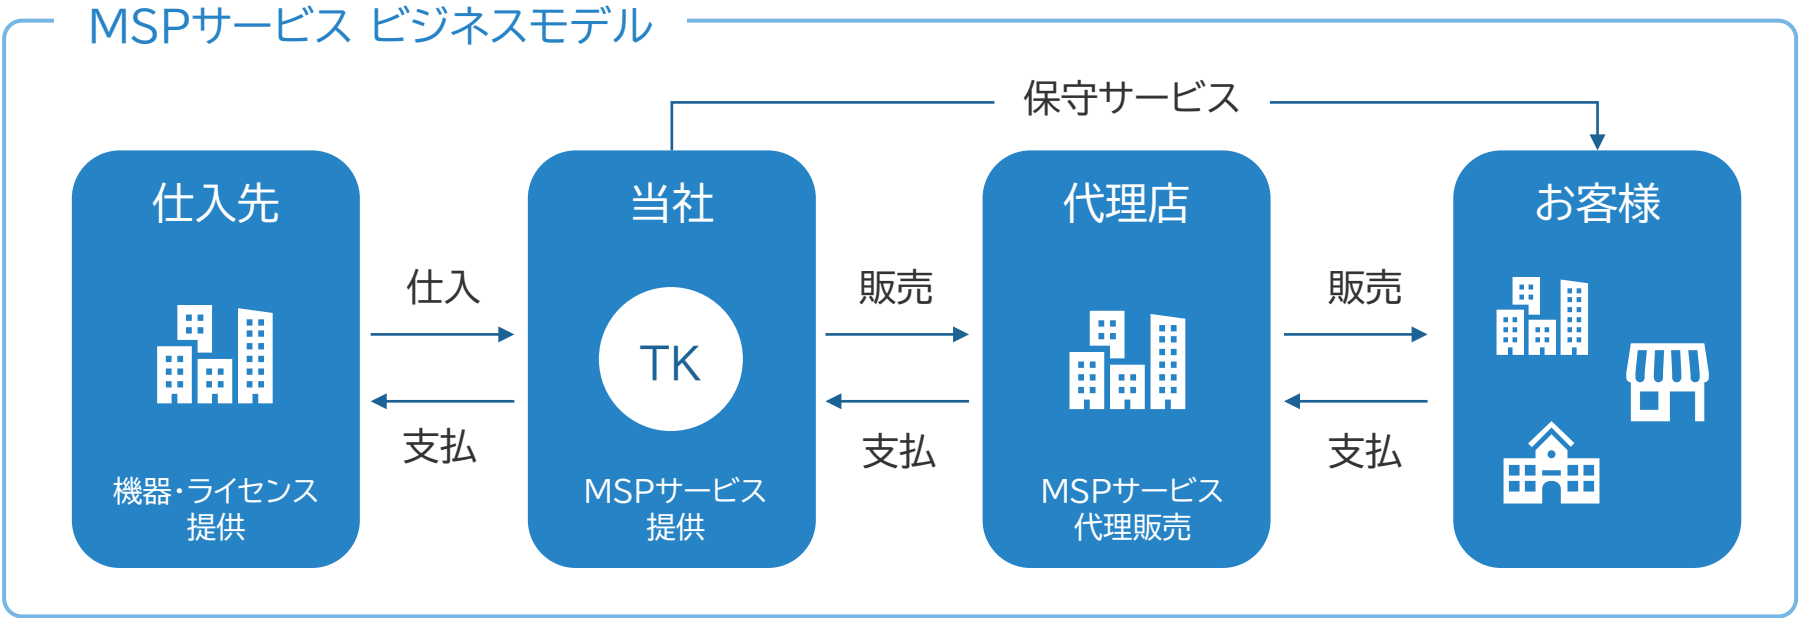 MSPサービス ビジネスモデル
保守サービス
仕入先
当社
代理店
お客様
仕入
販売
販売
TK
支払
支払
支払
機器・ライセンス
提供
MSPサービス
提供
MSPサービス
代理販売